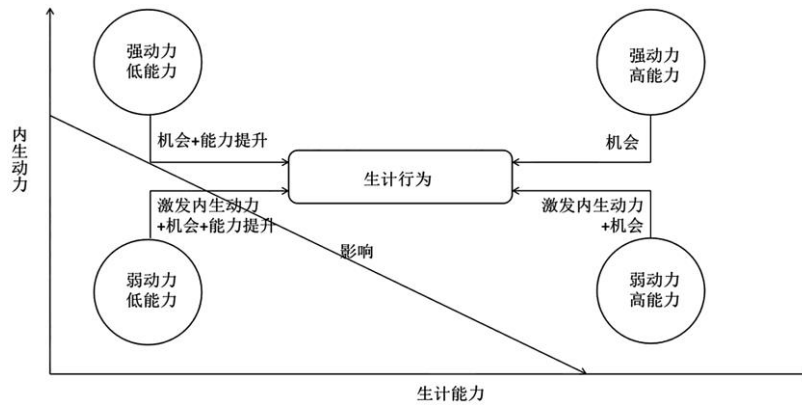 强动力
低能力
强动力
高能力
内生动力
机会+能力提升
机会
生计行为
激发内生动力
+机会+能力提升
激发内生动力
+机会
影响
弱动力
低能力
弱动力
高能力
生计能力